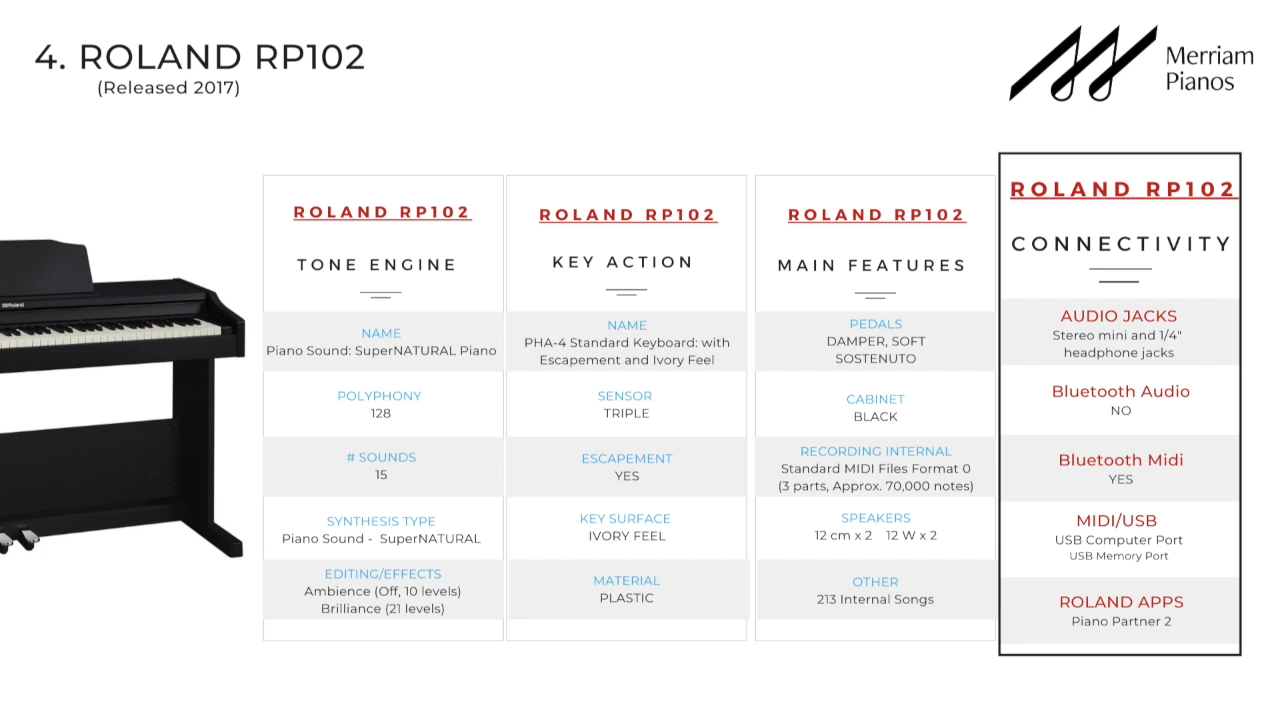 4. ROLAND RP102
(Released 2017)
Merriam
Pianos
Roland
ROLAND RP102
TONE ENGINE
NAME
Piano Sound: SuperNATURAL Piano
POLYPHONY
128
# SOUNDS
15
SYNTHESIS TYPE
Piano Sound - SuperNATURAL
EDITING/EFFECTS
Ambience (Off, 10 levels)
Brilliance (21 levels)
ROLAND RP102
KEY ACTION
NAME
PHA-4 Standard Keyboard: with
Escapement and Ivory Feel
SENSOR
TRIPLE
ESCAPEMENT
YES
KEY SURFACE
IVORY FEEL
MATERIAL
PLASTIC
ROLAND RP102
MAIN FEATURES
PEDALS
DAMPER, SOFT
SOSTENUTO
CABINET
BLACK
RECORDING INTERNAL
Standard MIDI Files Format 0
(3 parts, Approx. 70,000 notes)
SPEAKERS
12 cm x 2 12 W x 2
OTHER
213 Internal Songs
ROLAND RP102
CONNECTIVITY
AUDIO JACKS
Stereo mini and 1/4"
headphone jacks
Bluetooth Audio
NO
Bluetooth Midi
YES
MIDI/USB
USB Computer Port
USB Memory Port
ROLAND APPS
Piano Partner 2